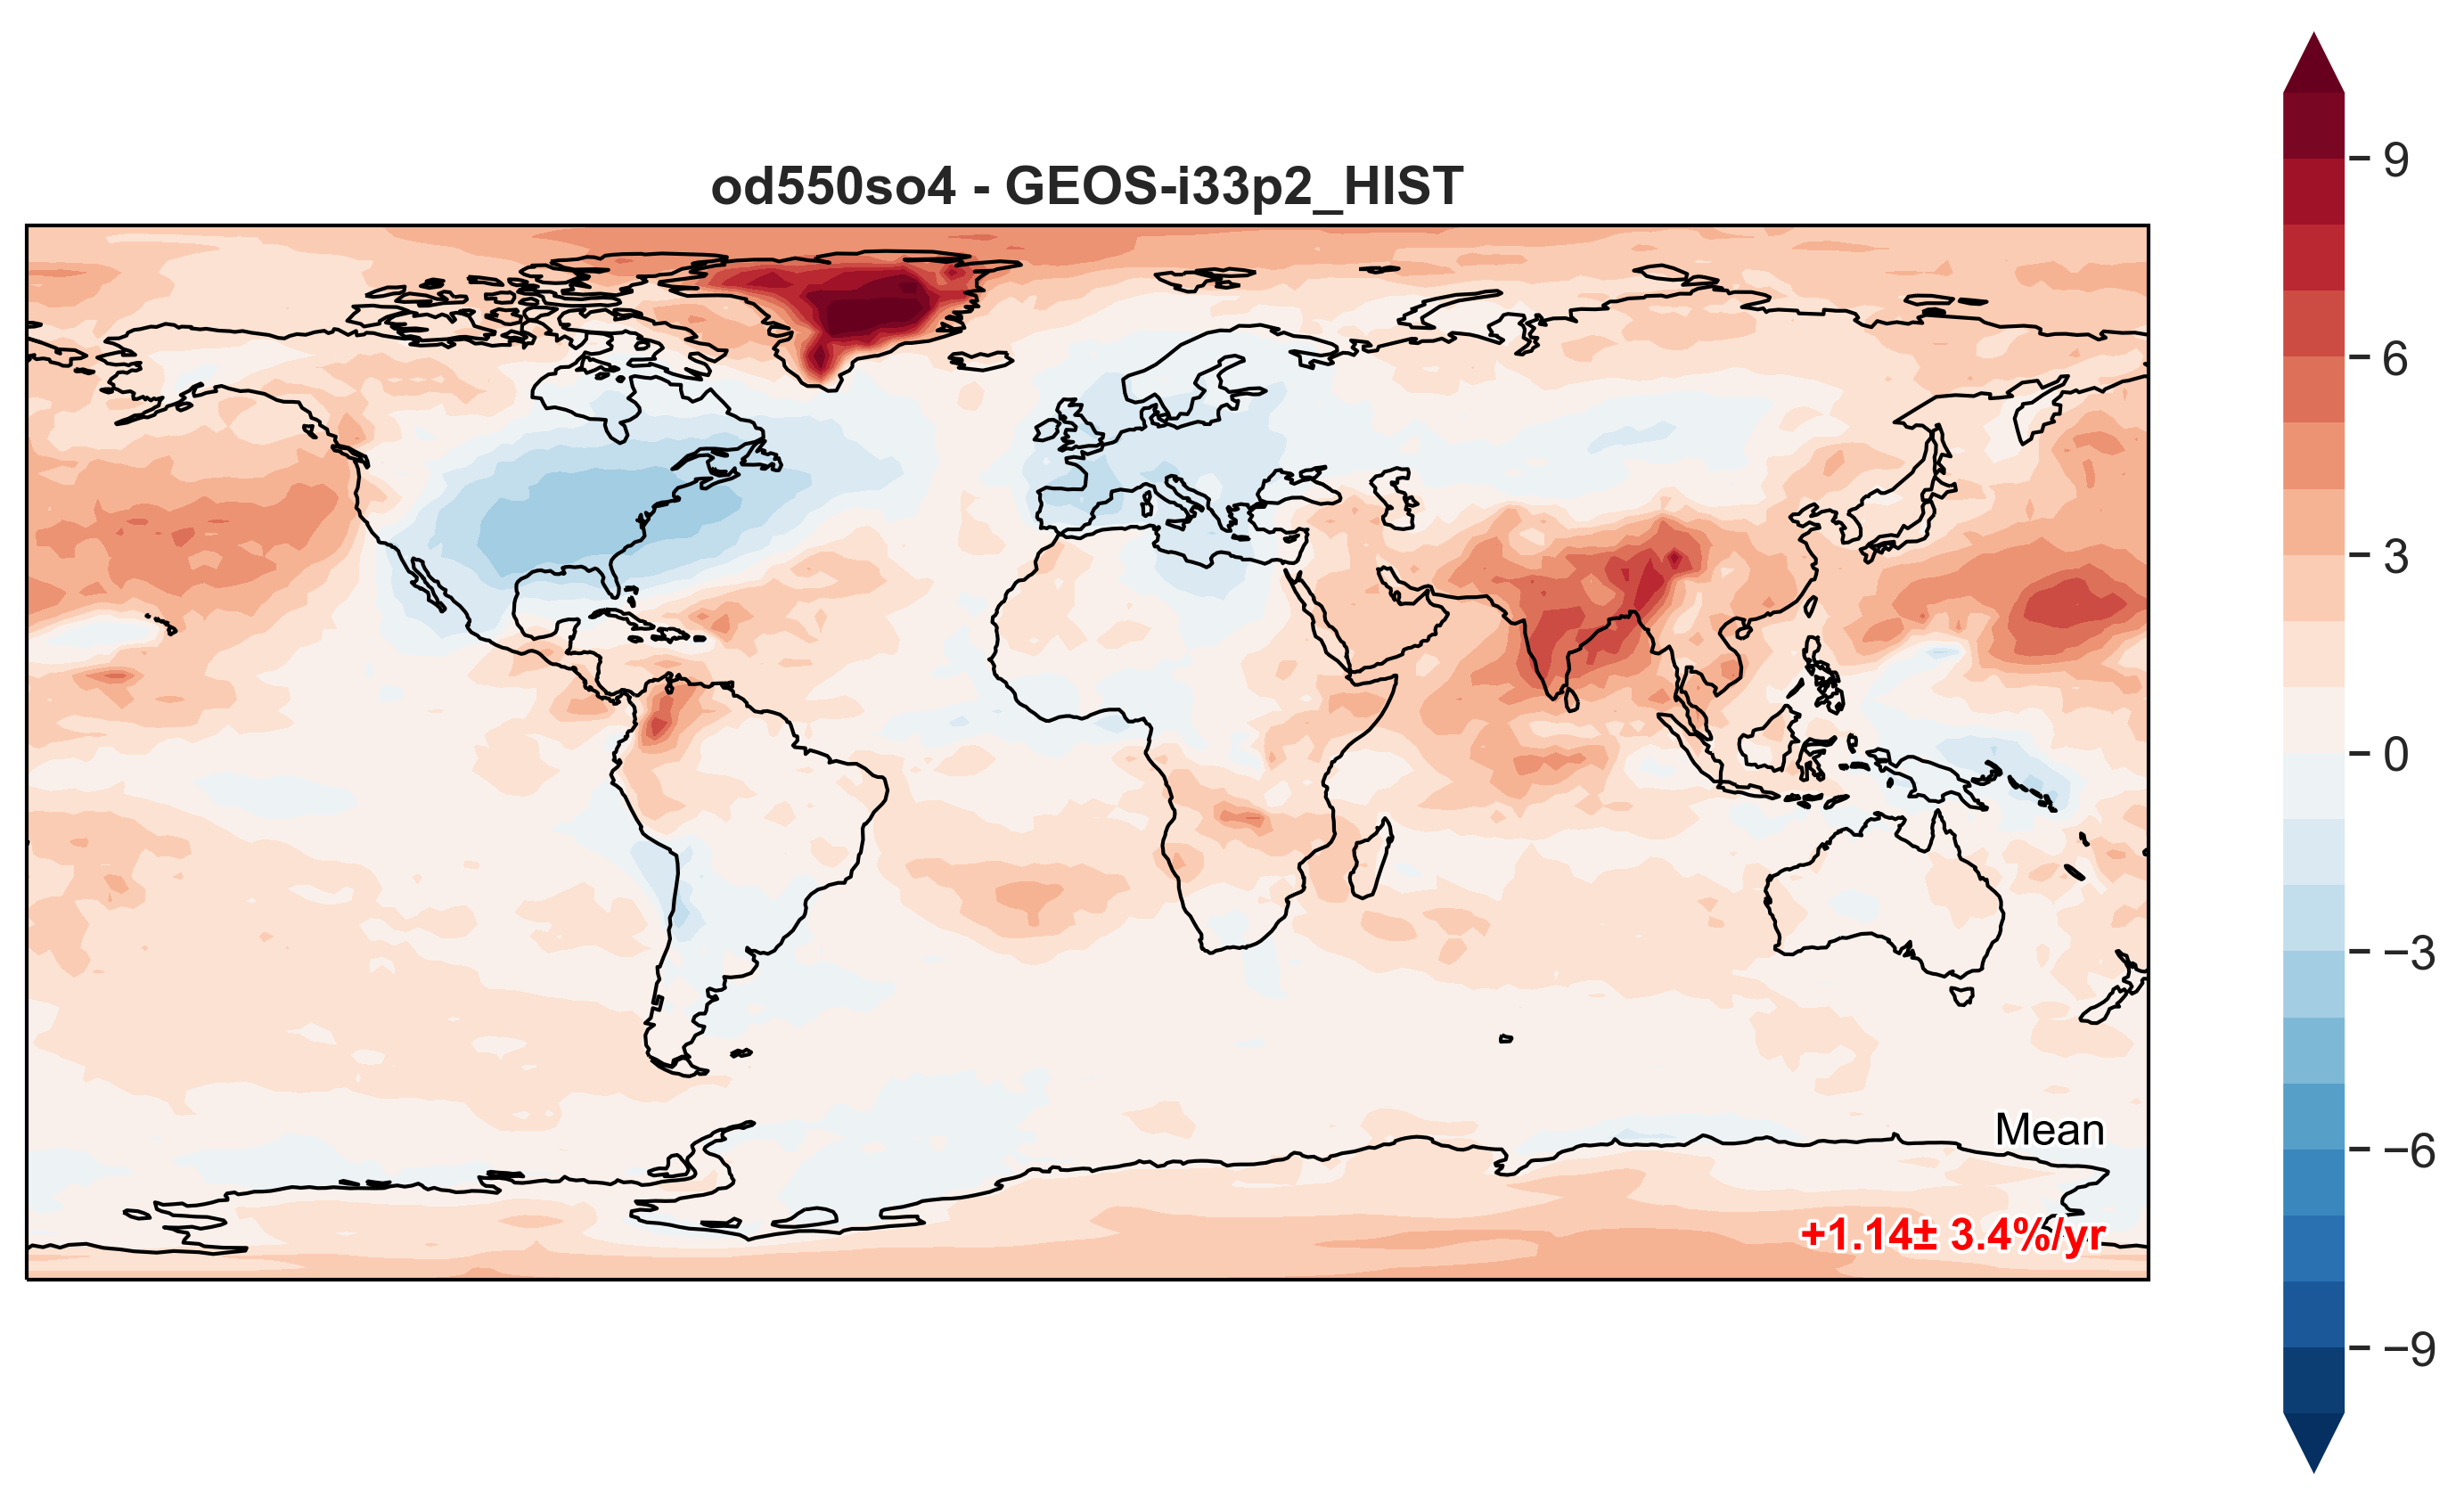 od550so4 - GEOS-i33p2_HIST
9
6
3
0
−3
−6
−9
Mean
+1.14± 3.4%/yr